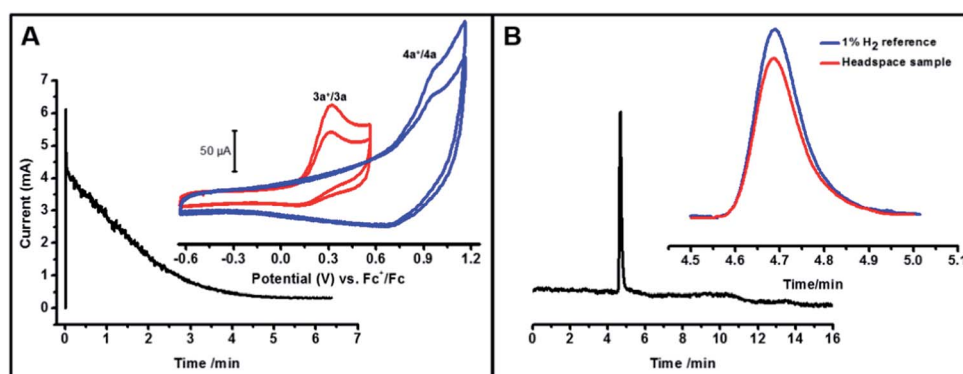 A
7
6
5
4
3
2
1
0
Current (mA)
0 1 2 3 4 5 6 7
Time /min
50 µA
3a⁺/3a
4a⁺/4a
-0.6 -0.3 0.0 0.3 0.6 0.9 1.2
Potential (V) vs. Fc⁺/Fc
B
1% H₂ reference
Headspace sample
4.5 4.6 4.7 4.8 4.9 5.0 5.1
Time/min
0 2 4 6 8 10 12 14 16
Time /min